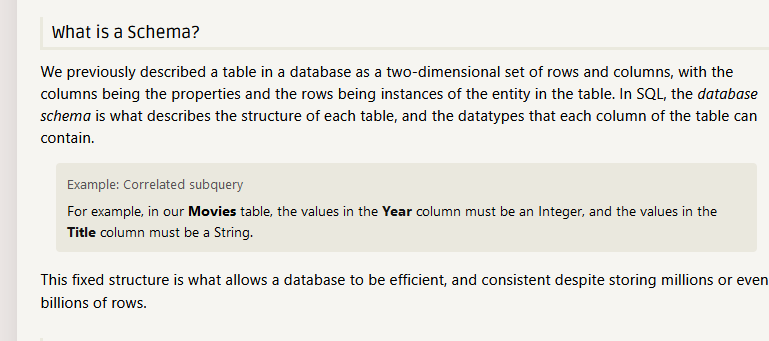 What is a Schema?
We previously described a table in a database as a two-dimensional set of rows and columns, with the
columns being the properties and the rows being instances of the entity in the table. In SQL, the database
schema is what describes the structure of each table, and the datatypes that each column of the table can
contain.
Example: Correlated subquery
For example, in our Movies table, the values in the Year column must be an Integer, and the values in the
Title column must be a String.
This fixed structure is what allows a database to be efficient, and consistent despite storing millions or even
billions of rows.